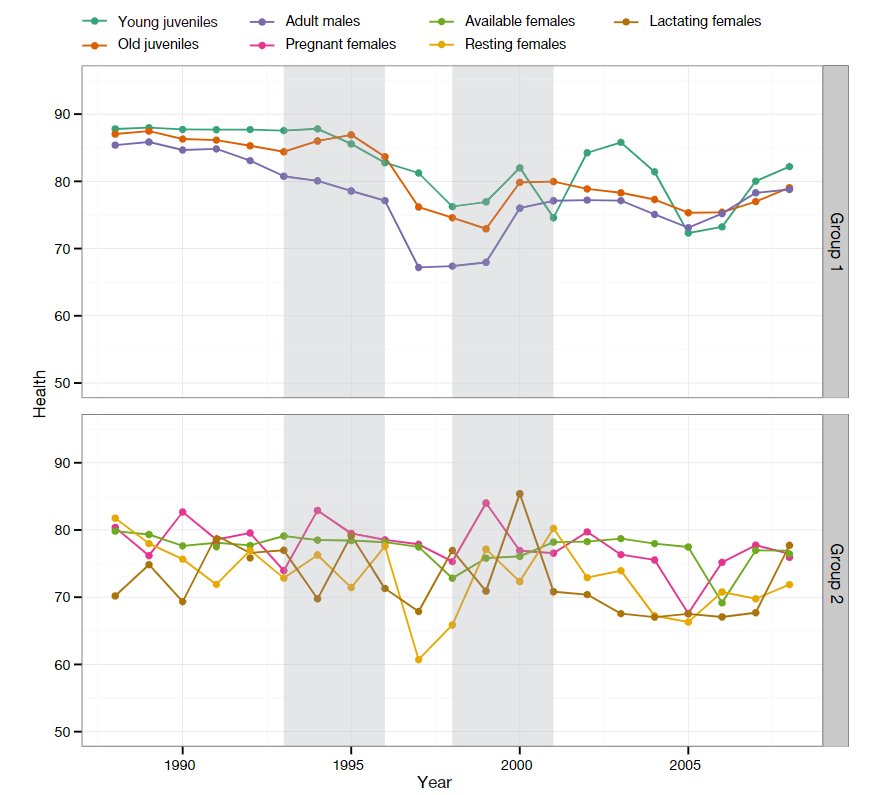 Young juveniles Adult males Available females Lactating females
Old juveniles Pregnant females Resting females
90
80
70
60
50
Group 1
Health
90
80
70
60
50
Group 2
1990 1995 2000 2005
Year